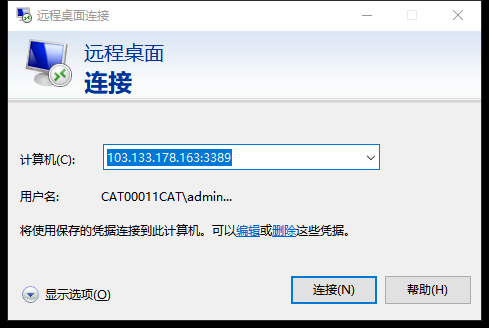 远程桌面连接
远程桌面
连接
计算机(C): 103.133.178.163:3389
用户名: CAT00011CAT\admin...
将使用保存的凭据连接到此计算机。可以编辑或删除这些凭据。
显示选项(O) 连接(N) 帮助(H)